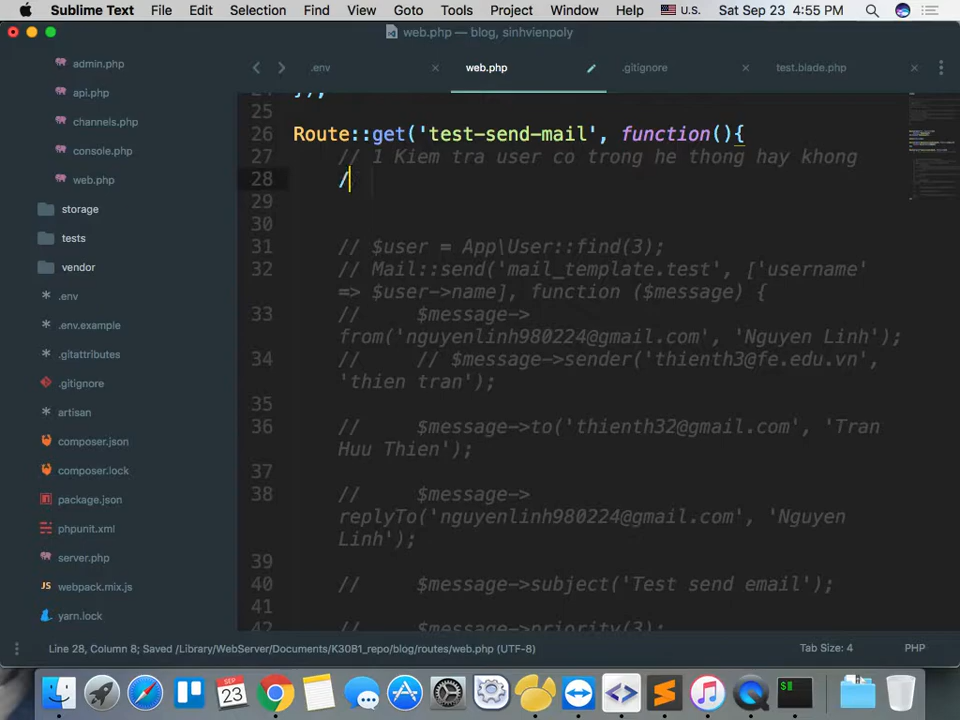 Sublime Text File Edit Selection Find View Goto Tools Project Window Help U.S. Sat Sep 23 4:55 PM
web.php — blog, sinhvienpoly
admin.php
api.php
channels.php
console.php
web.php
storage
tests
vendor
.env
.env.example
.gitattributes
.gitignore
artisan
composer.json
composer.lock
package.json
phpunit.xml
server.php
JS webpack.mix.js
yarn.lock
.env × web.php .gitignore × test.blade.php ×
25
26 Route::get('test-send-mail', function(){
27 // 1 Kiem tra user co trong he thong hay khong
28 /
29
30
31 // $user = App\User::find(3);
32 // Mail::send('mail_template.test', ['username'
=> $user->name], function ($message) {
33 // $message->
from('nguyenlinh980224@gmail.com', 'Nguyen Linh');
34 // // $message->sender('thienth3@fe.edu.vn',
'thien tran');
35
36 // $message->to('thienth32@gmail.com', 'Tran
Huu Thien');
37
38 // $message->
replyTo('nguyenlinh980224@gmail.com', 'Nguyen
Linh');
39
40 // $message->subject('Test send email');
41
42 // $message->priority(3);
Line 28, Column 8; Saved /Library/WebServer/Documents/K30B1_repo/blog/routes/web.php (UTF-8) Tab Size: 4 PHP
SEP
23